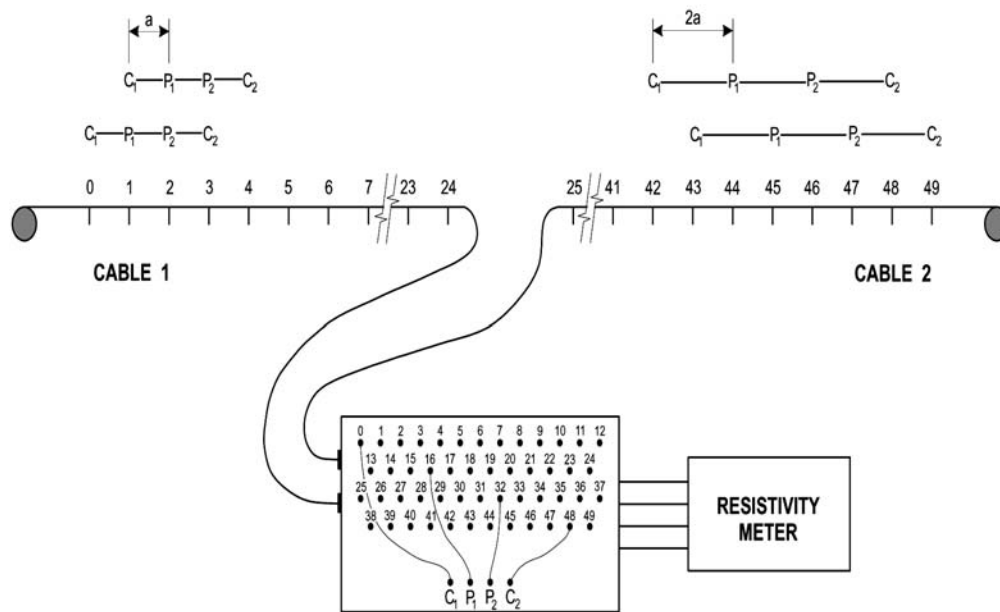 a
2a
C₁ P₁ P₂ C₂
C₁ P₁ P₂ C₂
C₁ P₁ P₂ C₂
C₁ P₁ P₂ C₂
0 1 2 3 4 5 6 7 23 24
25 41 42 43 44 45 46 47 48 49
CABLE 1
CABLE 2
0 1 2 3 4 5 6 7 8 9 10 11 12
13 14 15 16 17 18 19 20 21 22 23 24
25 26 27 28 29 30 31 32 33 34 35 36 37
38 39 40 41 42 43 44 45 46 47 48 49
C₁ P₁ P₂ C₂
RESISTIVITY
METER